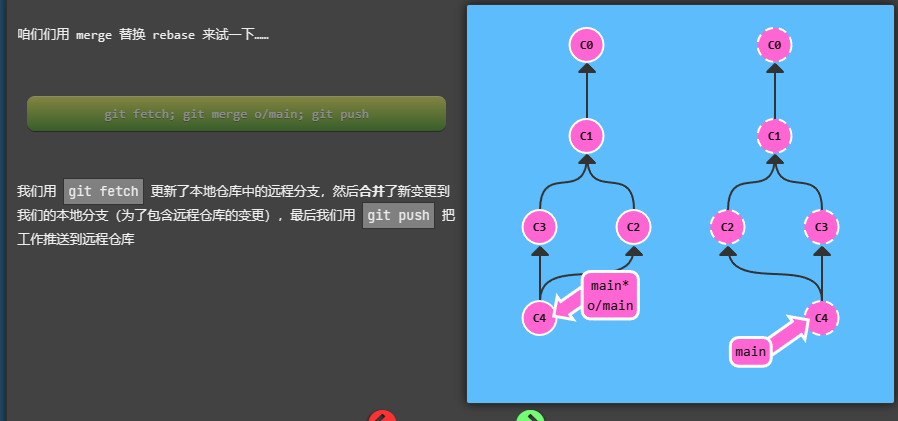 咱们们用 merge 替换 rebase 来试一下……
git fetch; git merge o/main; git push
我们用 git fetch 更新了本地仓库中的远程分支，然后合并了新变更到
我们的本地分支（为了包含远程仓库的变更），最后我们用 git push 把
工作推送到远程仓库
C0
C1
C3
C2
main*
o/main
C4
C0
C1
C2
C3
C4
main